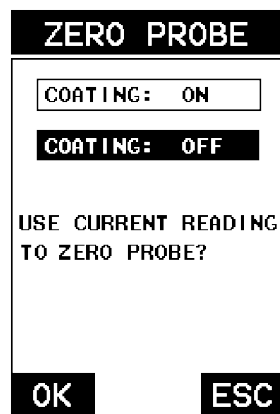 ZERO PROBE
COATING: ON
COATING: OFF
USE CURRENT READING
TO ZERO PROBE?
OK ESC